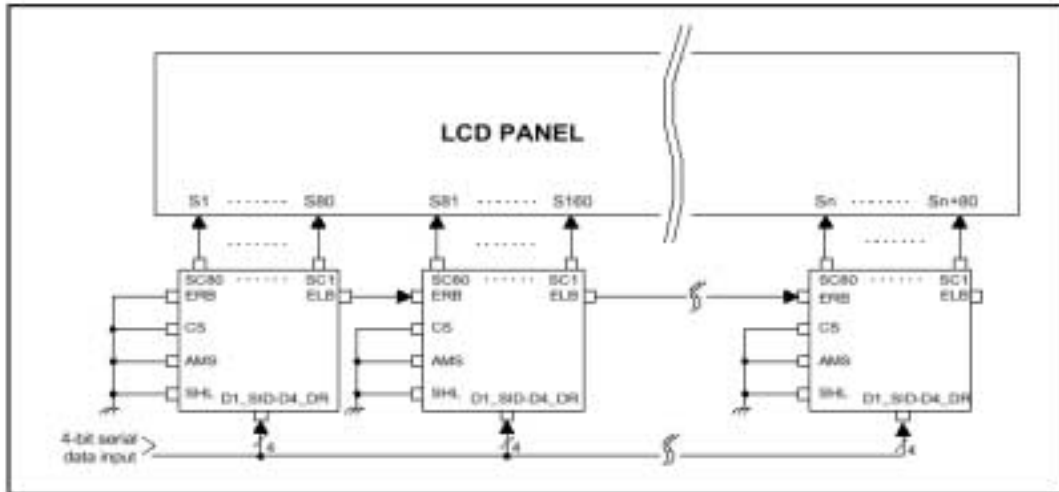 LCD PANEL
S1 ······· S80 S81 ······· S160 Sn ······· Sn+80
······· ······· ·······
SC80 ······ SC1 SC80 ······ SC1 SC80 ······ SC1
ERB ELB ERB ELB ERB ELB
CS CS CS
AMS AMS AMS
SHL SHL SHL
D1_SID-D4_DR D1_SID-D4_DR D1_SID-D4_DR
4-bit serial
data input
4 4 4